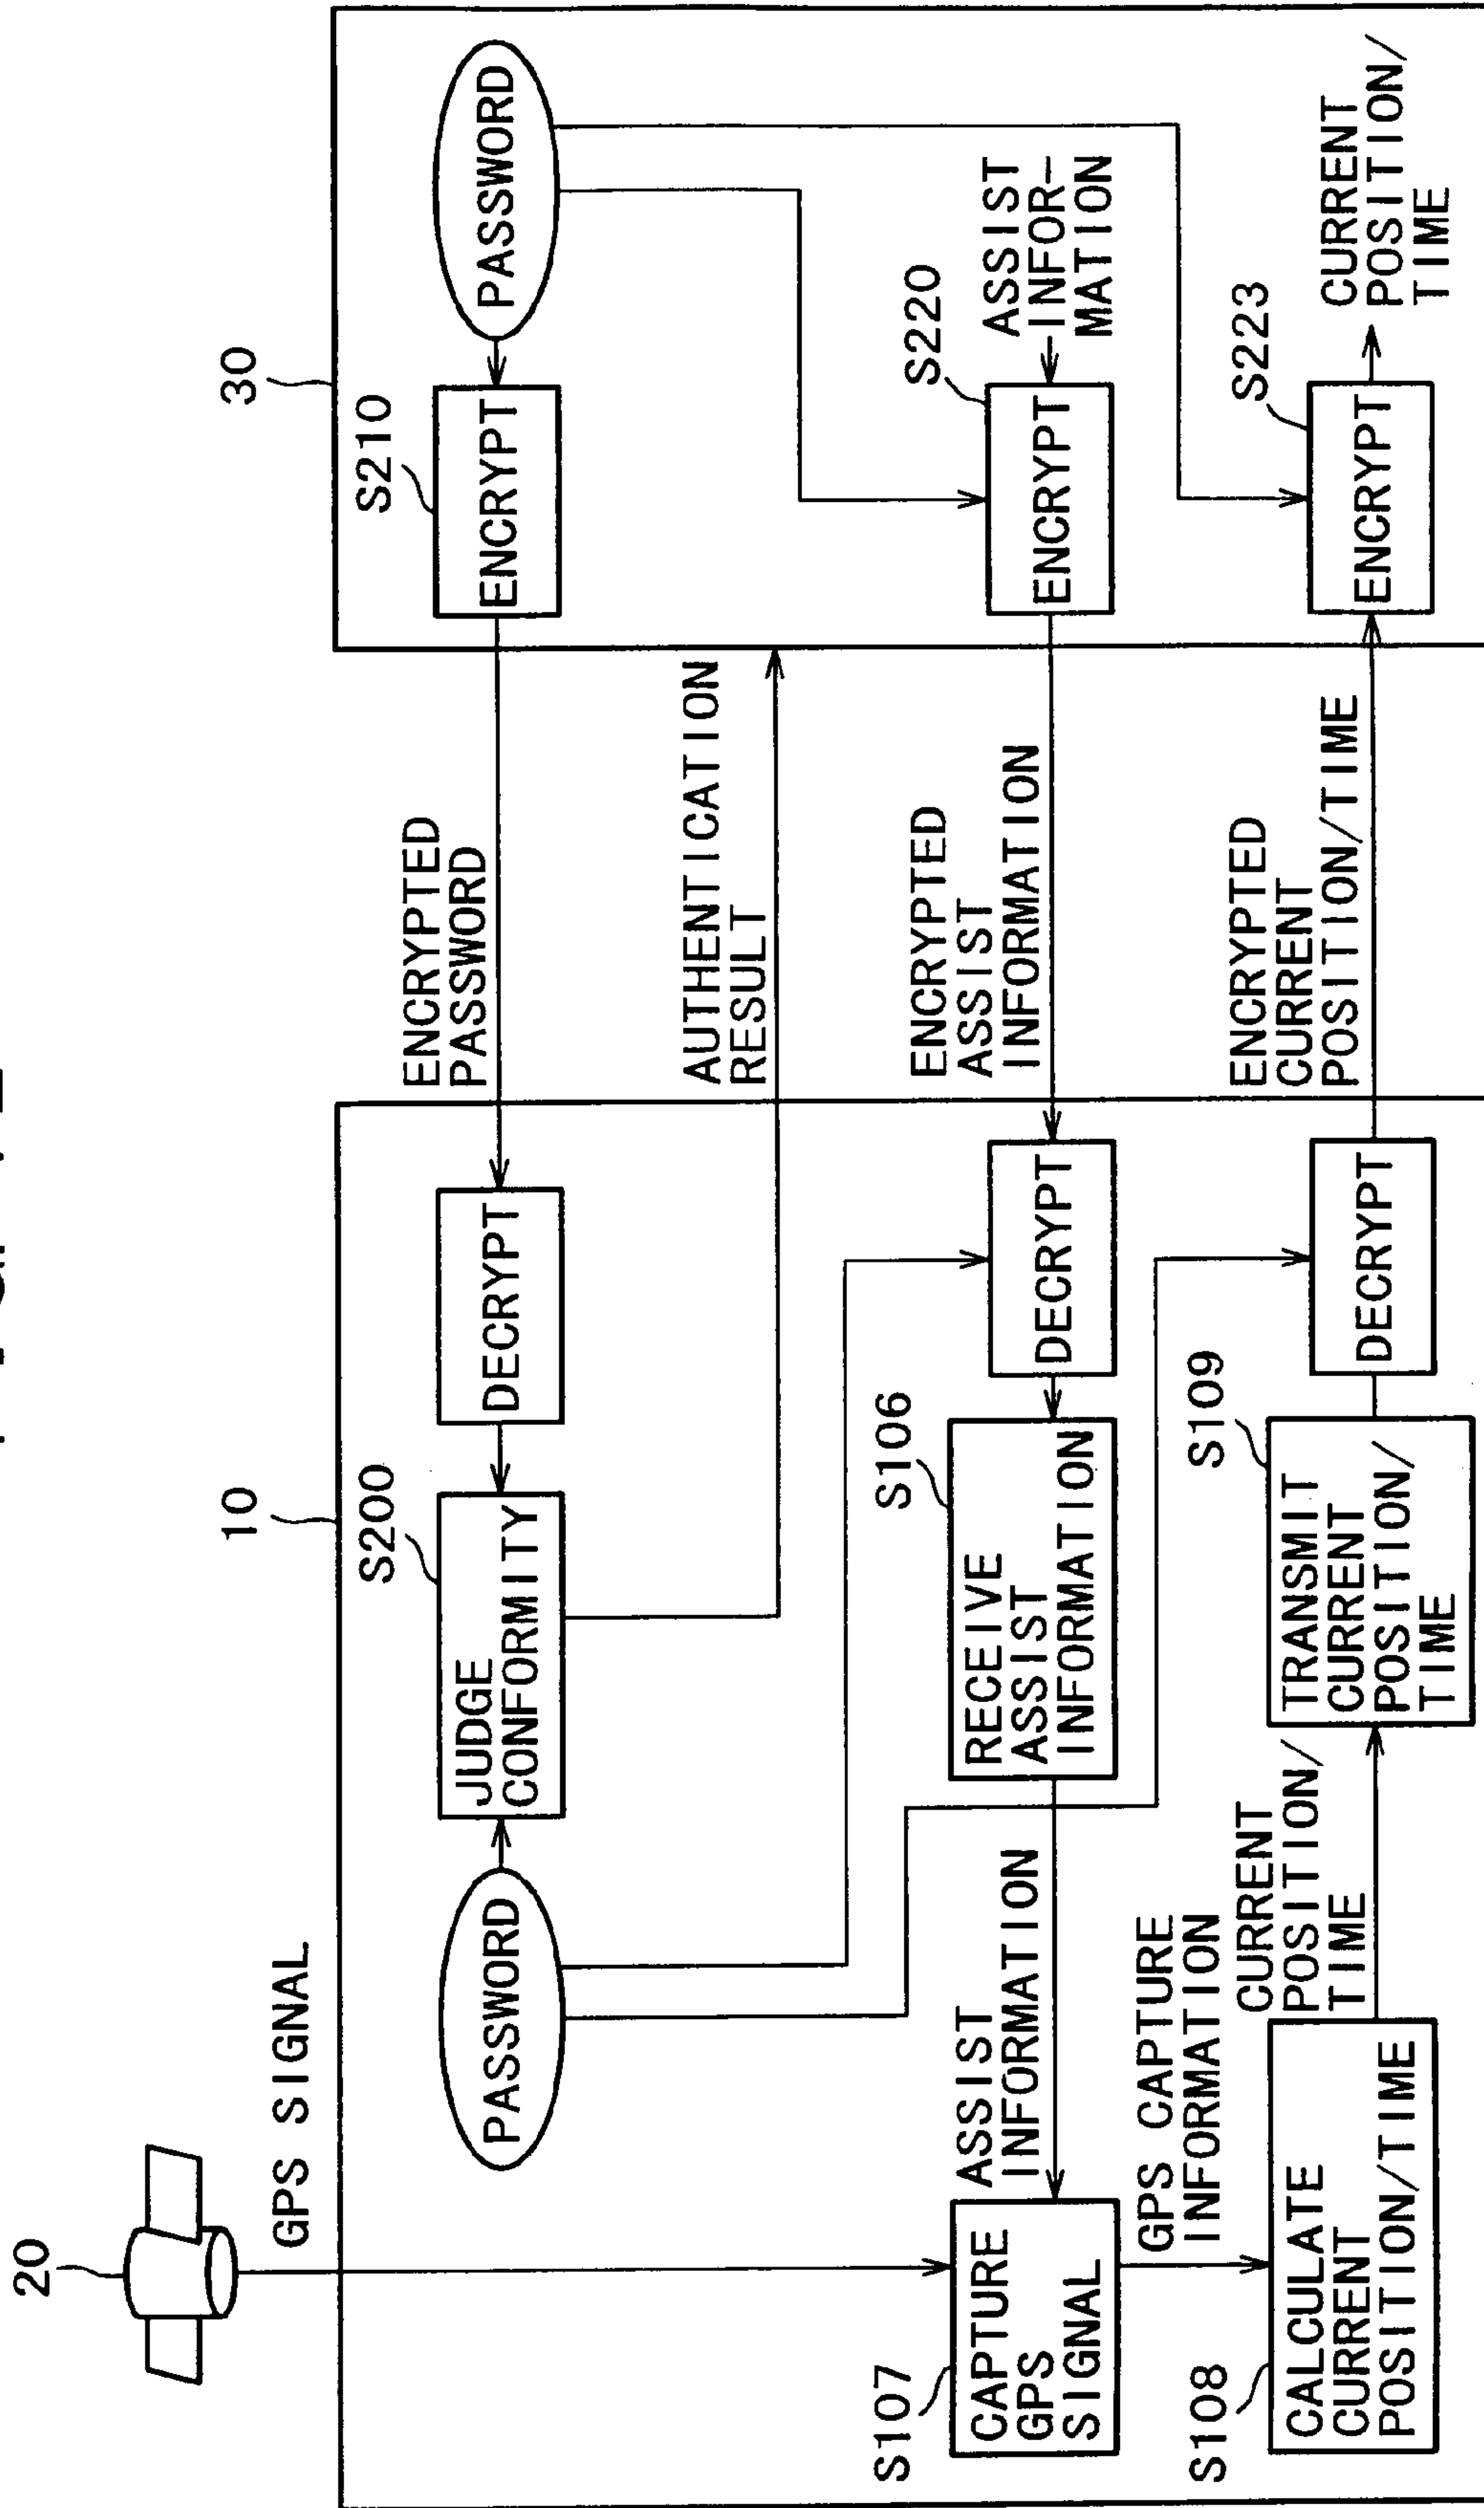 20
GPS SIGNAL
10
30
S200
S210
PASSWORD
JUDGE
CONFORMITY
DECRYPT
ENCRYPTED
PASSWORD
ENCRYPT
PASSWORD
AUTHENTICATION
RESULT
S107
CAPTURE
GPS
SIGNAL
ASSIST
INFORMATION
S106
RECEIVE
ASSIST
INFORMATION
DECRYPT
ENCRYPTED
ASSIST
INFORMATION
S220
ENCRYPT
ASSIST
INFOR-
MATION
GPS CAPTURE
INFORMATION
S108
CALCULATE
CURRENT
POSITION/TIME
CURRENT
POSITION/
TIME
S109
TRANSMIT
CURRENT
POSITION/
TIME
DECRYPT
ENCRYPTED
CURRENT
POSITION/TIME
S223
ENCRYPT
CURRENT
POSITION/
TIME